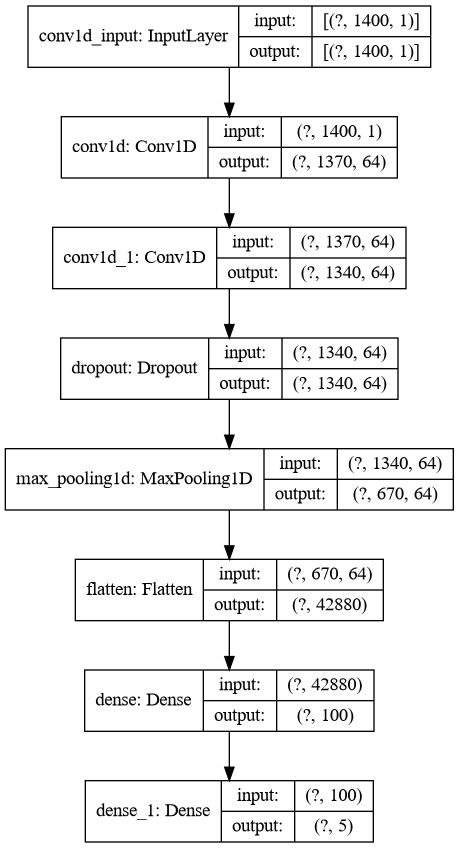 conv1d_input: InputLayer
input: [(?, 1400, 1)]
output: [(?, 1400, 1)]
conv1d: Conv1D
input: (?, 1400, 1)
output: (?, 1370, 64)
conv1d_1: Conv1D
input: (?, 1370, 64)
output: (?, 1340, 64)
dropout: Dropout
input: (?, 1340, 64)
output: (?, 1340, 64)
max_pooling1d: MaxPooling1D
input: (?, 1340, 64)
output: (?, 670, 64)
flatten: Flatten
input: (?, 670, 64)
output: (?, 42880)
dense: Dense
input: (?, 42880)
output: (?, 100)
dense_1: Dense
input: (?, 100)
output: (?, 5)